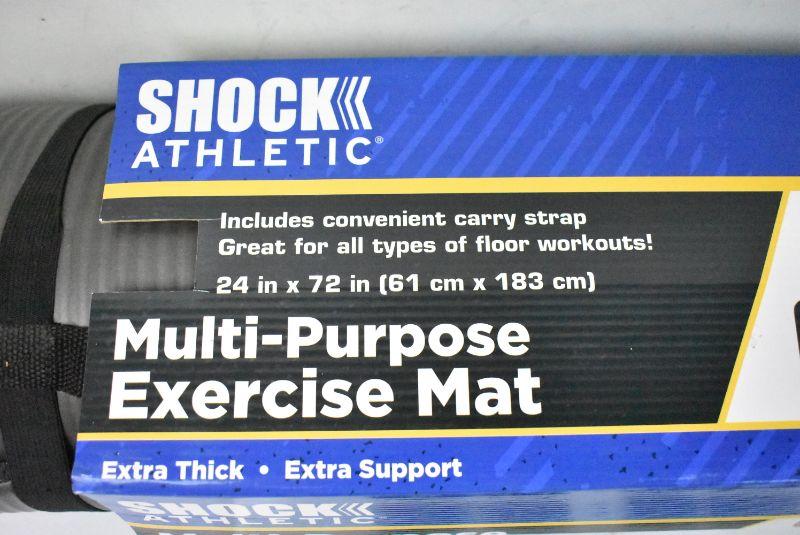 SHOCK
ATHLETIC®
Includes convenient carry strap
Great for all types of floor workouts!
24 in x 72 in (61 cm x 183 cm)
Multi-Purpose
Exercise Mat
Extra Thick • Extra Support
SHOCK
ATHLETIC